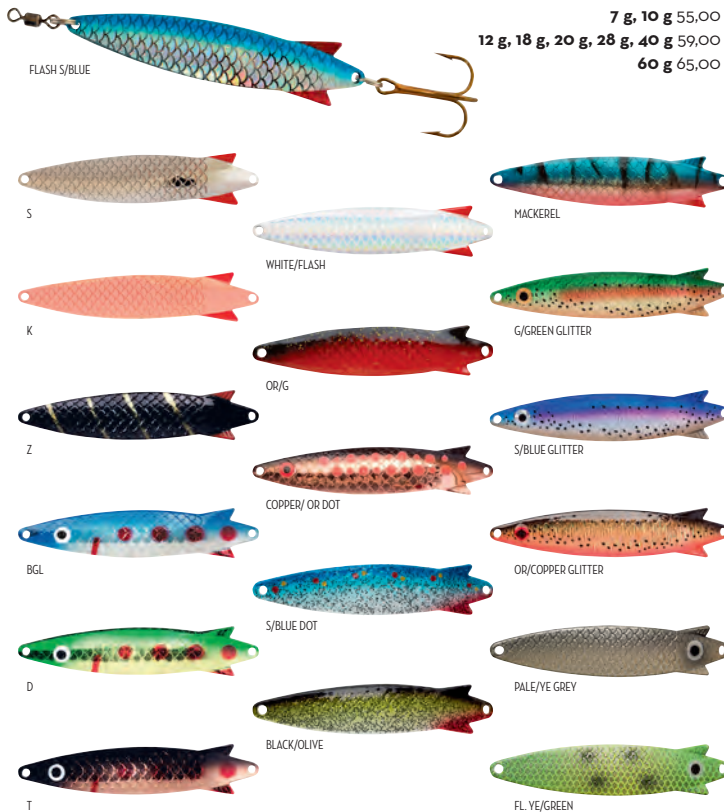 7 g, 10 g 55,00
12 g, 18 g, 20 g, 28 g, 40 g 59,00
60 g 65,00
FLASH S/BLUE
S
MACKEREL
WHITE/FLASH
K
G/GREEN GLITTER
OR/G
Z
S/BLUE GLITTER
COPPER/ OR DOT
BGL
OR/COPPER GLITTER
S/BLUE DOT
D
PALE/YE GREY
BLACK/OLIVE
T
FL. YE/GREEN